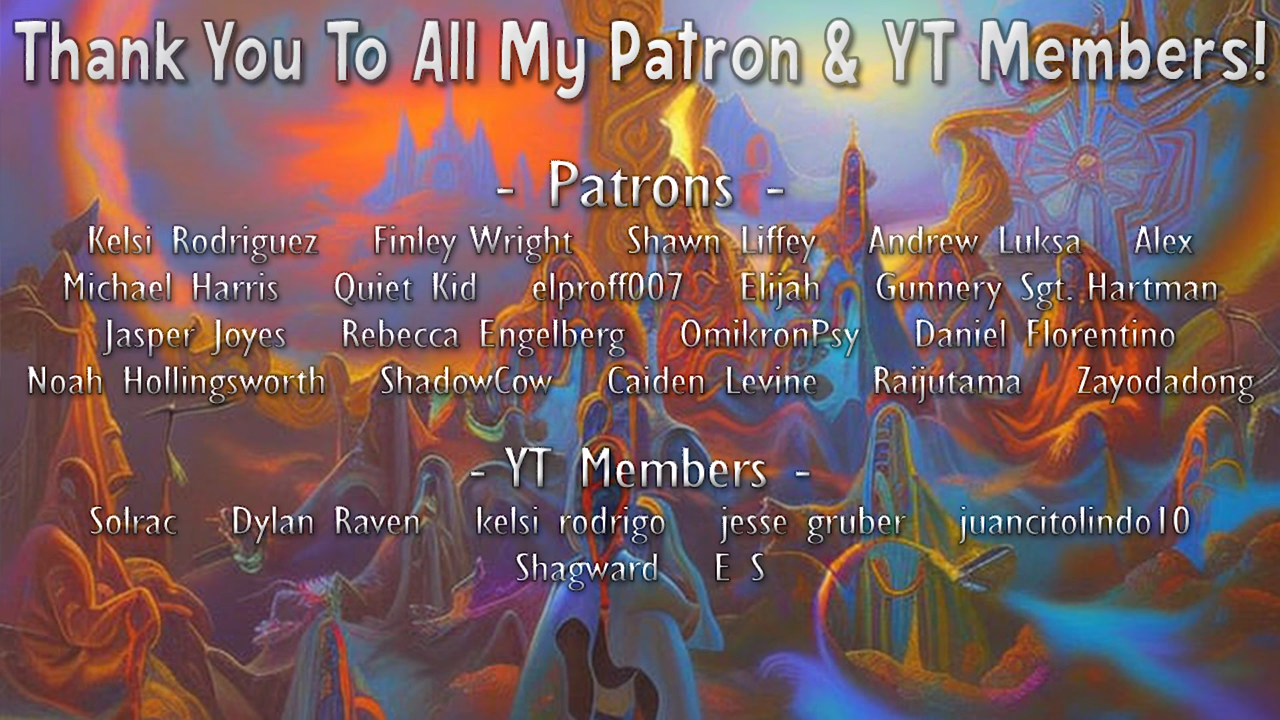 Thank You To All My Patron & YT Members!
- Patrons -
Kelsi Rodriguez Finley Wright Shawn Liffey Andrew Luksa Alex
Michael Harris Quiet Kid elproff007 Elijah Gunnery Sgt. Hartman
Jasper Joyes Rebecca Engelberg OmikronPsy Daniel Florentino
Noah Hollingsworth ShadowCow Caiden Levine Raijutama Zayodadong
- YT Members -
Solrac Dylan Raven kelsi rodrigo jesse gruber juancitolindo10
Shagward E S